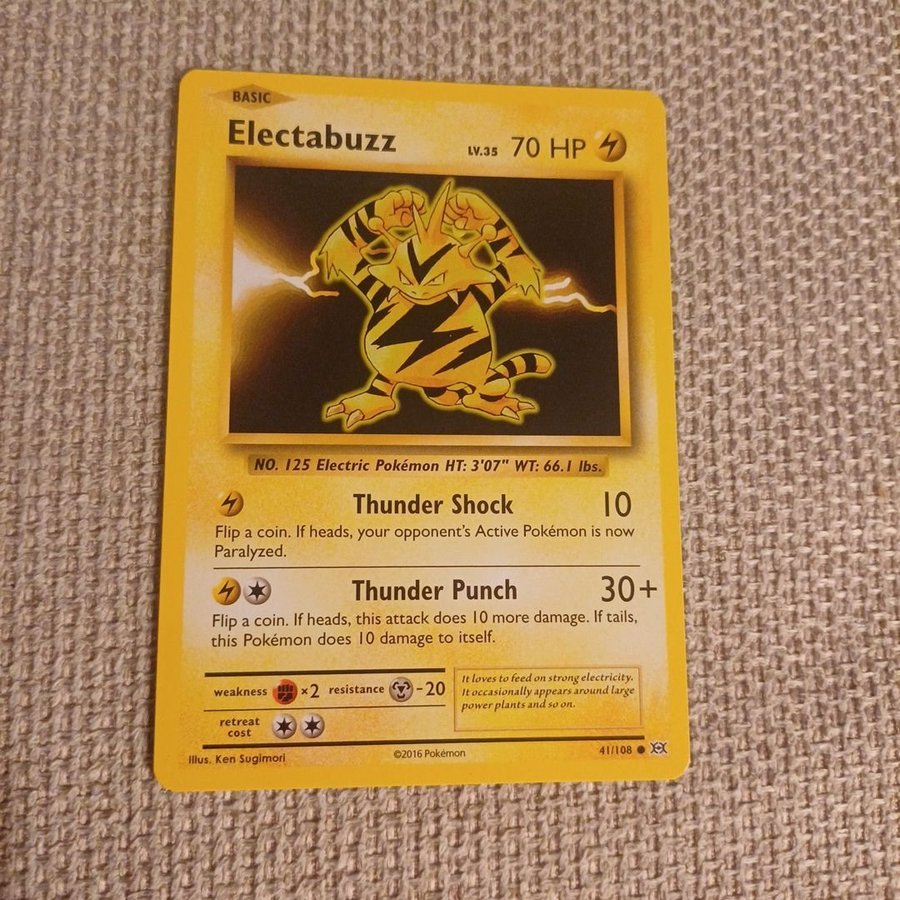 BASIC
Electabuzz LV.35 70 HP
NO. 125 Electric Pokémon HT: 3'07" WT: 66.1 lbs.
Thunder Shock 10
Flip a coin. If heads, your opponent's Active Pokémon is now
Paralyzed.
Thunder Punch 30+
Flip a coin. If heads, this attack does 10 more damage. If tails,
this Pokémon does 10 damage to itself.
weakness ×2 resistance -20
retreat
cost
It loves to feed on strong electricity.
It occasionally appears around large
power plants and so on.
Illus. Ken Sugimori
©2016 Pokémon
41/108